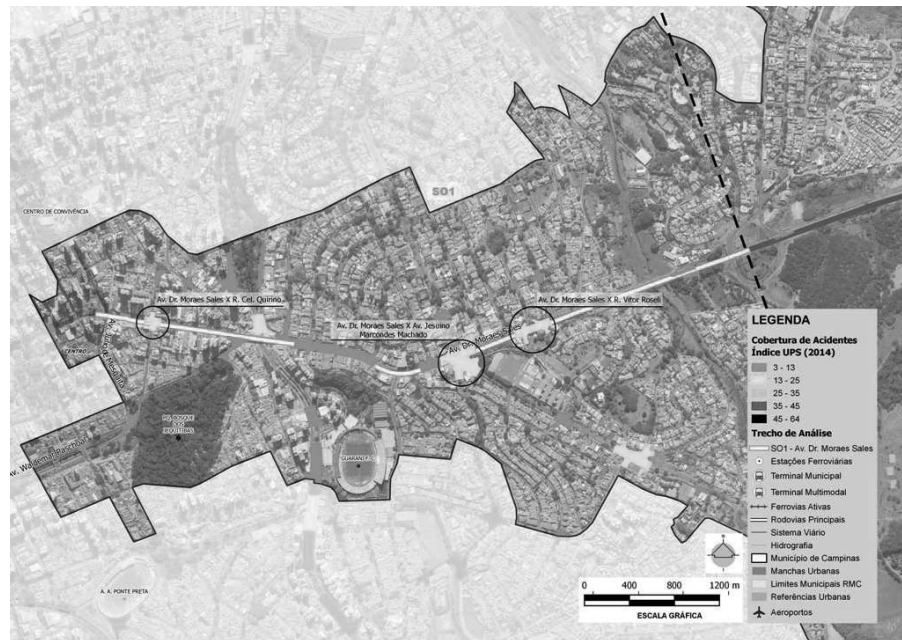 SO1
CENTRO DE CONVIVÊNCIA
Av. Dr. Moraes Sales X R. Cel. Quirino
Av. Dr. Moraes Sales X R. Vitor Roseli
Av. Dr. Moraes Sales X Av. Jesuino
Marcondes Machado
Av. Dr. Moraes Sales
CENTRO
GUARANI F.C.
A. A. PONTE PRETA
LEGENDA
Cobertura de Acidentes
Índice UPS (2014)
3 - 13
13 - 25
25 - 35
35 - 45
45 - 64
Trecho de Análise
SO1 - Av. Dr. Moraes Sales
Estações Ferroviárias
Terminal Municipal
Terminal Multimodal
Ferrovias Ativas
Rodovias Principais
Sistema Viário
Hidrografia
Município de Campinas
Manchas Urbanas
Limites Municipais RMC
Referências Urbanas
Aeroportos
0 400 800 1200 m
ESCALA GRÁFICA